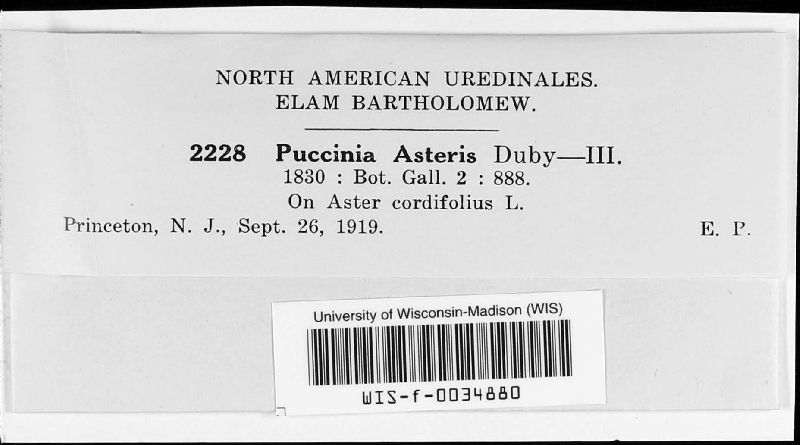 NORTH AMERICAN UREDINALES.
ELAM BARTHOLOMEW.
2228 Puccinia Asteris Duby—III.
1830 : Bot. Gall. 2 : 888.
On Aster cordifolius L.
Princeton, N. J., Sept. 26, 1919. E. P.
University of Wisconsin-Madison (WIS)
WIS-f-0034880